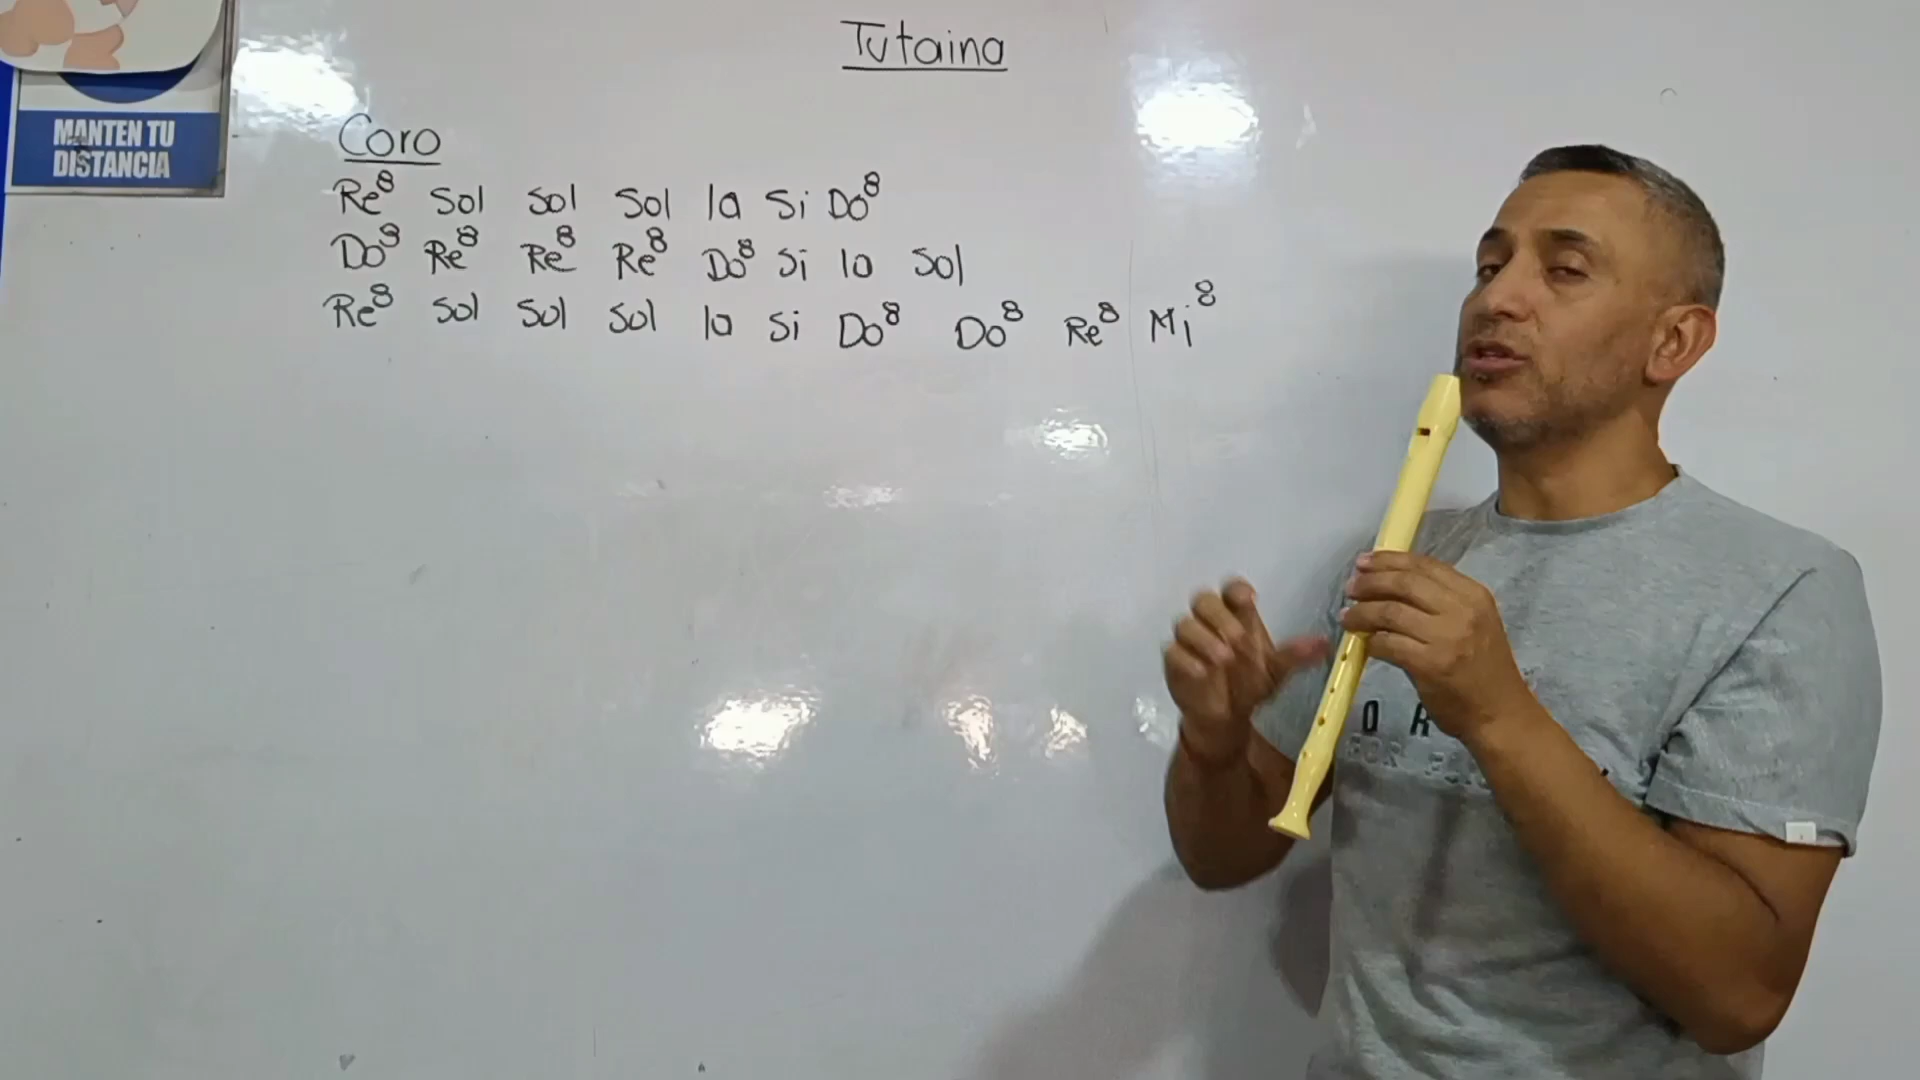 Tutaina
MANTEN TU
DISTANCIA
Coro
Re⁸ Sol Sol Sol la Si Do⁸
Do⁸ Re⁸ Re⁸ Re⁸ Do⁸ Si la Sol
Re⁸ Sol Sol Sol la Si Do⁸ Do⁸ Re⁸ Mi⁸
O R